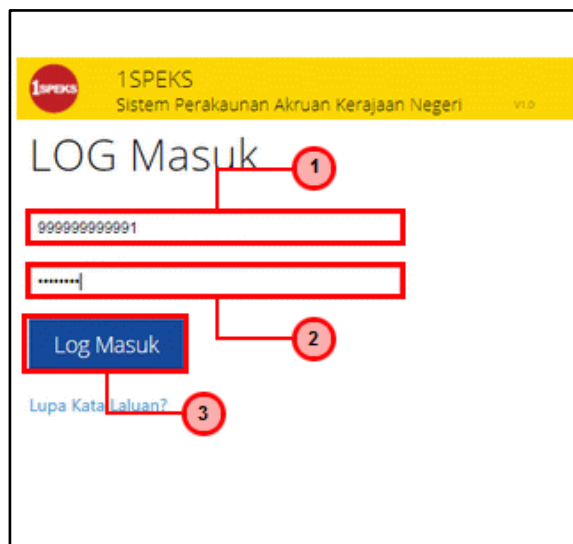 1SPEKS
1SPEKS
Sistem Perakaunan Akruan Kerajaan Negeri V1.0
LOG Masuk
1
999999999991
••••••••
2
Log Masuk
Lupa Kata Laluan?
3